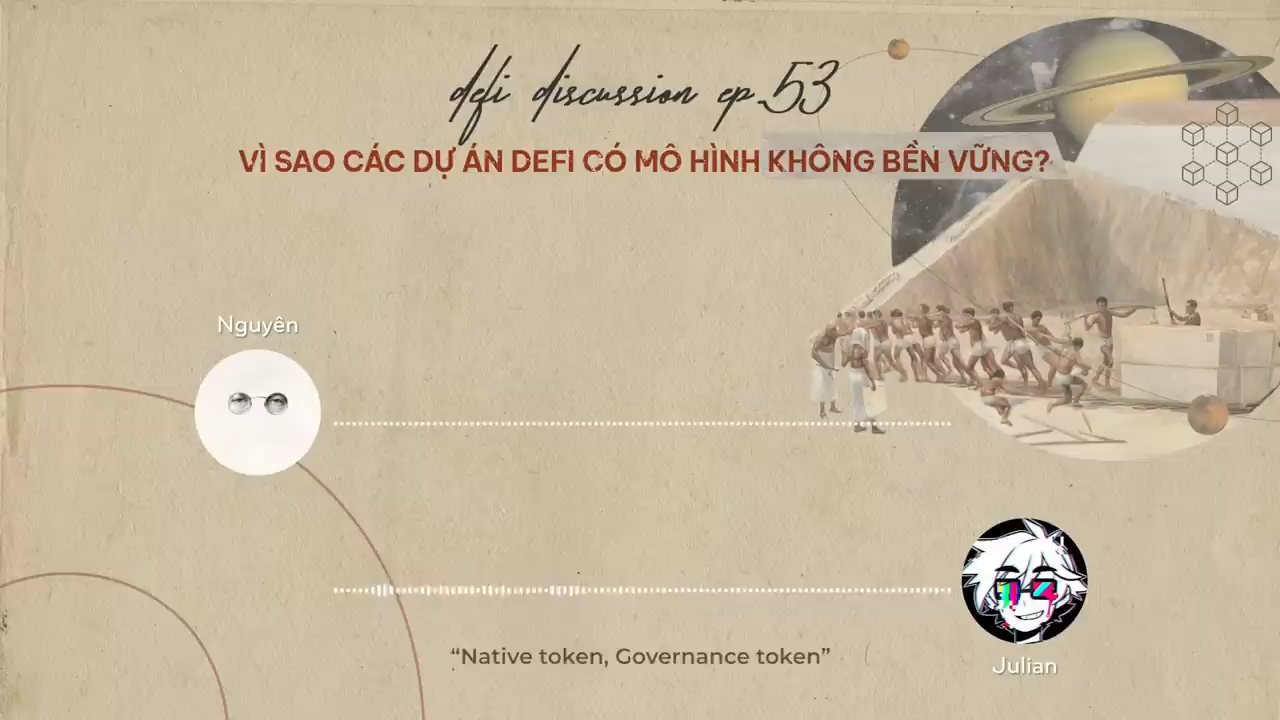 defi discussion ep.53
VÌ SAO CÁC DỰ ÁN DEFI CÓ MÔ HÌNH KHÔNG BỀN VỮNG?
Nguyên
“Native token, Governance token”
Julian